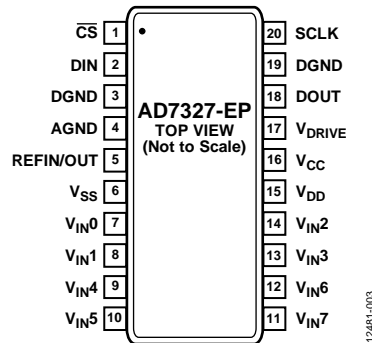 C̅S̅ 1 20 SCLK
DIN 2 19 DGND
DGND 3 18 DOUT
AGND 4 17 VDRIVE
REFIN/OUT 5 16 VCC
VSS 6 15 VDD
VIN0 7 14 VIN2
VIN1 8 13 VIN3
VIN4 9 12 VIN6
VIN5 10 11 VIN7
AD7327-EP
TOP VIEW
(Not to Scale)
12481-003